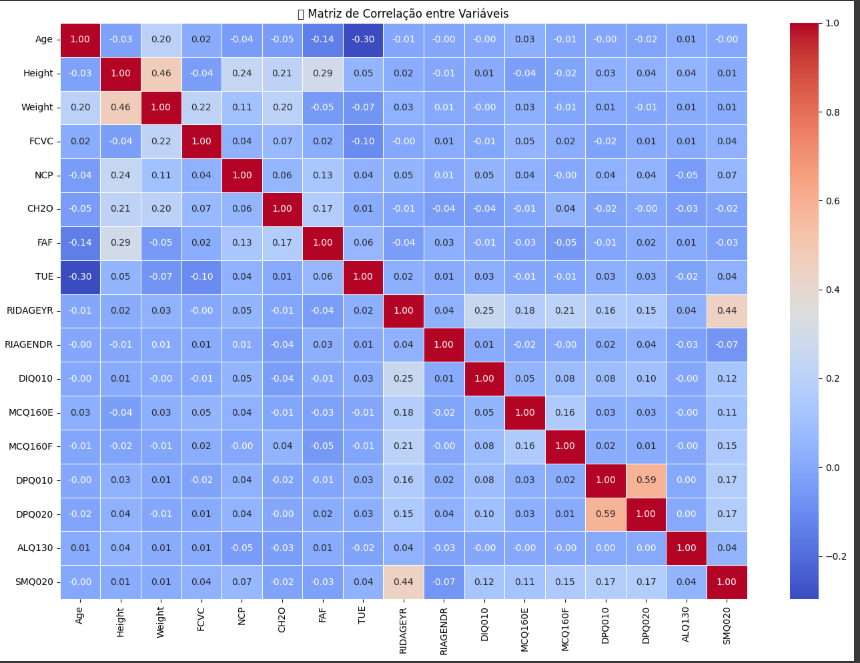 Matriz de Correlação entre Variáveis
Age 1.00 -0.03 0.20 0.02 -0.04 -0.05 -0.14 -0.30 -0.01 -0.00 -0.00 0.03 -0.01 -0.00 -0.02 0.01 -0.00
Height -0.03 1.00 0.46 -0.04 0.24 0.21 0.29 0.05 0.02 -0.01 0.01 -0.04 -0.02 0.03 0.04 0.04 0.01
Weight 0.20 0.46 1.00 0.22 0.11 0.20 -0.05 -0.07 0.03 0.01 -0.00 0.03 -0.01 0.01 -0.01 0.01 0.01
FCVC 0.02 -0.04 0.22 1.00 0.04 0.07 0.02 -0.10 -0.00 0.01 -0.01 0.05 0.02 -0.02 0.01 0.01 0.04
NCP -0.04 0.24 0.11 0.04 1.00 0.06 0.13 0.04 0.05 0.01 0.05 0.04 -0.00 0.04 0.04 -0.05 0.07
CH2O -0.05 0.21 0.20 0.07 0.06 1.00 0.17 0.01 -0.01 -0.04 -0.04 -0.01 0.04 -0.02 -0.00 -0.03 -0.02
FAF -0.14 0.29 -0.05 0.02 0.13 0.17 1.00 0.06 -0.04 0.03 -0.01 -0.03 -0.05 -0.01 0.02 0.01 -0.03
TUE -0.30 0.05 -0.07 -0.10 0.04 0.01 0.06 1.00 0.02 0.01 0.03 -0.01 -0.01 0.03 0.03 -0.02 0.04
RIDAGEYR -0.01 0.02 0.03 -0.00 0.05 -0.01 -0.04 0.02 1.00 0.04 0.25 0.18 0.21 0.16 0.15 0.04 0.44
RIAGENDR -0.00 -0.01 0.01 0.01 0.01 -0.04 0.03 0.01 0.04 1.00 0.01 -0.02 -0.00 0.02 0.04 -0.03 -0.07
DIQ010 -0.00 0.01 -0.00 -0.01 0.05 -0.04 -0.01 0.03 0.25 0.01 1.00 0.05 0.08 0.08 0.10 -0.00 0.12
MCQ160E 0.03 -0.04 0.03 0.05 0.04 -0.01 -0.03 -0.01 0.18 -0.02 0.05 1.00 0.16 0.03 0.03 -0.00 0.11
MCQ160F -0.01 -0.02 -0.01 0.02 -0.00 0.04 -0.05 -0.01 0.21 -0.00 0.08 0.16 1.00 0.02 0.01 -0.00 0.15
DPQ010 -0.00 0.03 0.01 -0.02 0.04 -0.02 -0.01 0.03 0.16 0.02 0.08 0.03 0.02 1.00 0.59 0.00 0.17
DPQ020 -0.02 0.04 -0.01 0.01 0.04 -0.00 0.02 0.03 0.15 0.04 0.10 0.03 0.01 0.59 1.00 0.00 0.17
ALQ130 0.01 0.04 0.01 0.01 -0.05 -0.03 0.01 -0.02 0.04 -0.03 -0.00 -0.00 -0.00 0.00 0.00 1.00 0.04
SMQ020 -0.00 0.01 0.01 0.04 0.07 -0.02 -0.03 0.04 0.44 -0.07 0.12 0.11 0.15 0.17 0.17 0.04 1.00
Age Height Weight FCVC NCP CH2O FAF TUE RIDAGEYR RIAGENDR DIQ010 MCQ160E MCQ160F DPQ010 DPQ020 ALQ130 SMQ020
1.0
0.8
0.6
0.4
0.2
0.0
−0.2